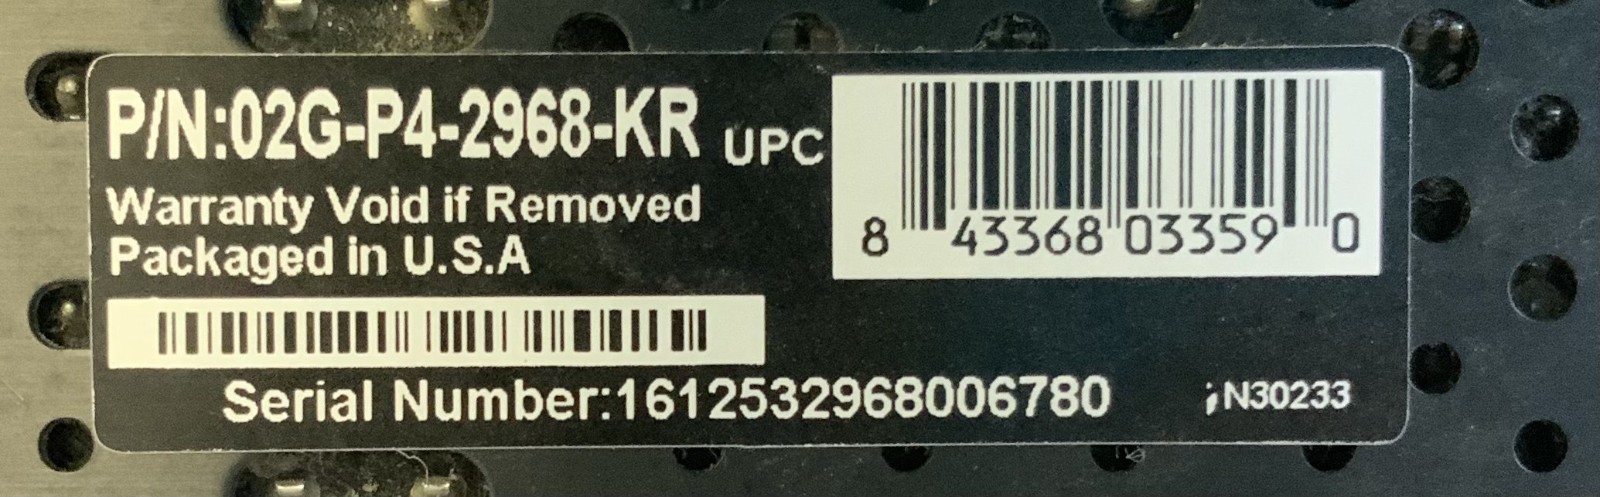 P/N:02G-P4-2968-KR
UPC
8 43368 03359 0
Warranty Void if Removed
Packaged in U.S.A
Serial Number:1612532968006780
;N30233